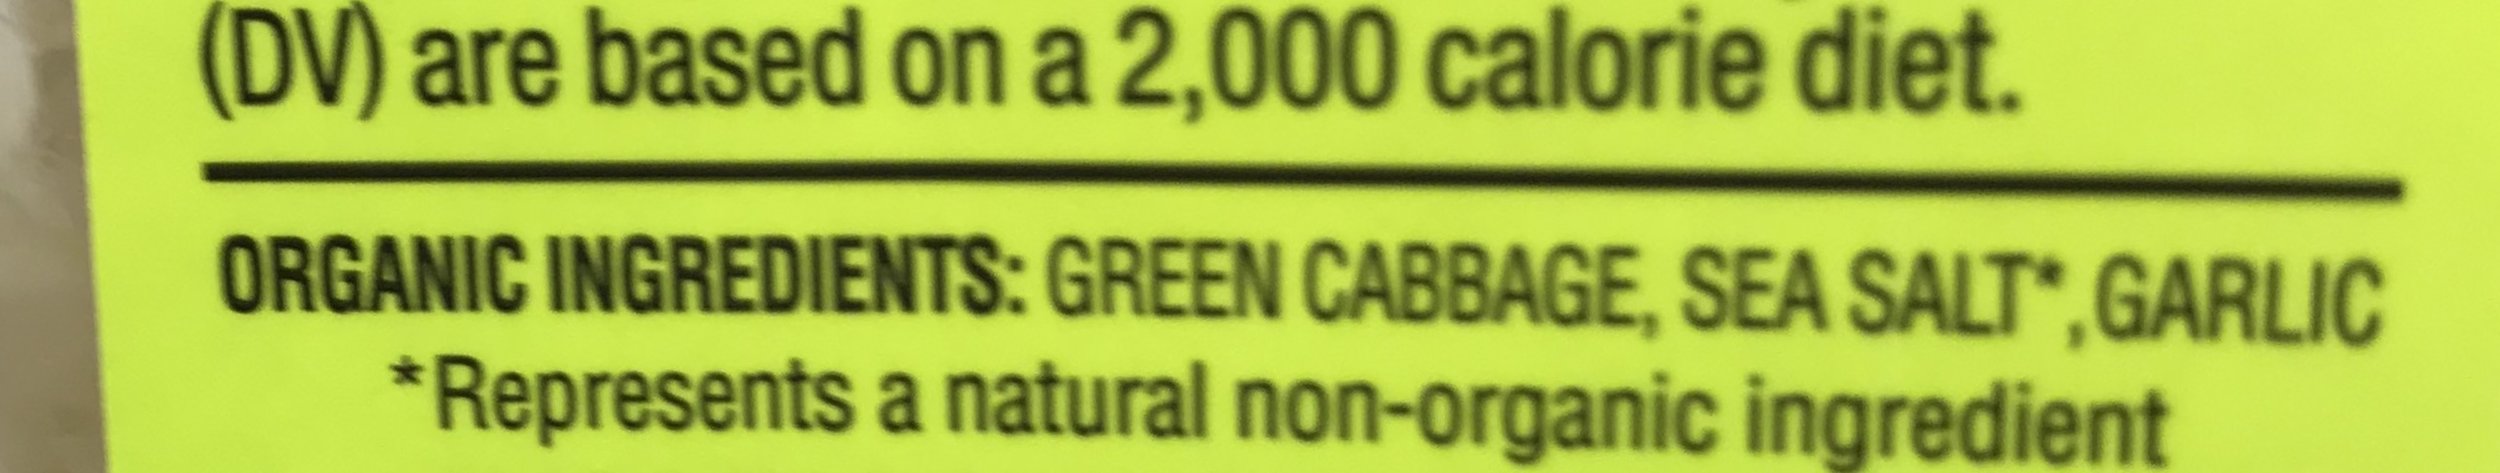 (DV) are based on a 2,000 calorie diet.
ORGANIC INGREDIENTS: GREEN CABBAGE, SEA SALT*,GARLIC
*Represents a natural non-organic ingredient